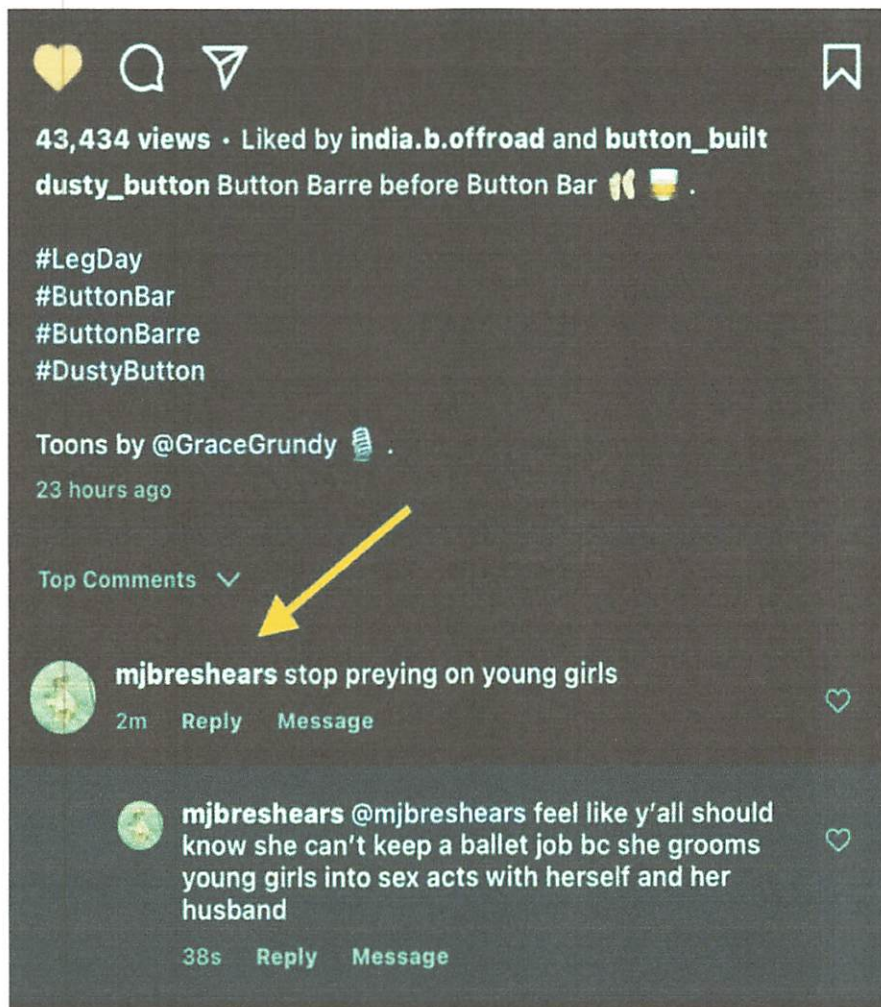 43,434 views • Liked by india.b.offroad and button_built
dusty_button Button Barre before Button Bar 🩰 🥃 .
#LegDay
#ButtonBar
#ButtonBarre
#DustyButton
Toons by @GraceGrundy 🎙 .
23 hours ago
Top Comments
mjbreshears stop preying on young girls
2m Reply Message
mjbreshears @mjbreshears feel like y'all should
know she can't keep a ballet job bc she grooms
young girls into sex acts with herself and her
husband
38s Reply Message